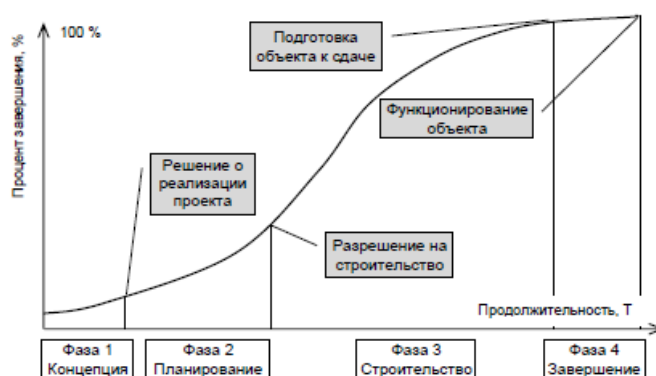 Процент завершения, %
100 %
Подготовка
объекта к сдаче
Функционирование
объекта
Решение о
реализации
проекта
Разрешение на
строительство
Продолжительность, Т
Фаза 1
Концепция
Фаза 2
Планирование
Фаза 3
Строительство
Фаза 4
Завершение